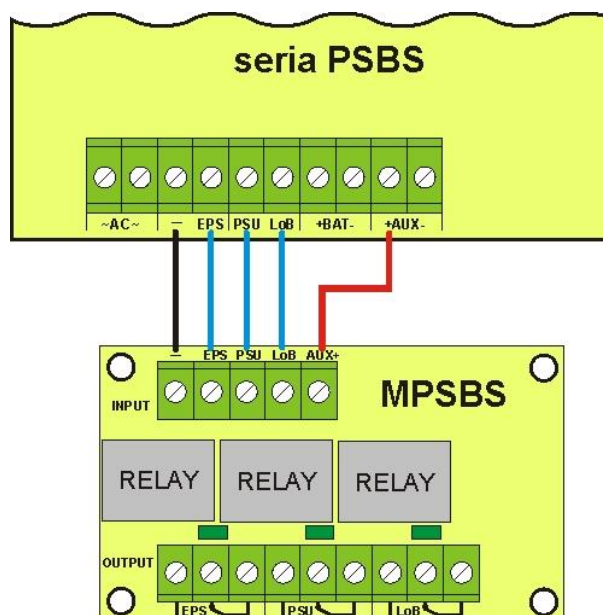 seria PSBS
~AC~ — EPS PSU LoB +BAT- +AUX-
— EPS PSU LoB AUX+
INPUT
MPSBS
RELAY RELAY RELAY
OUTPUT
EPS PSU LoB